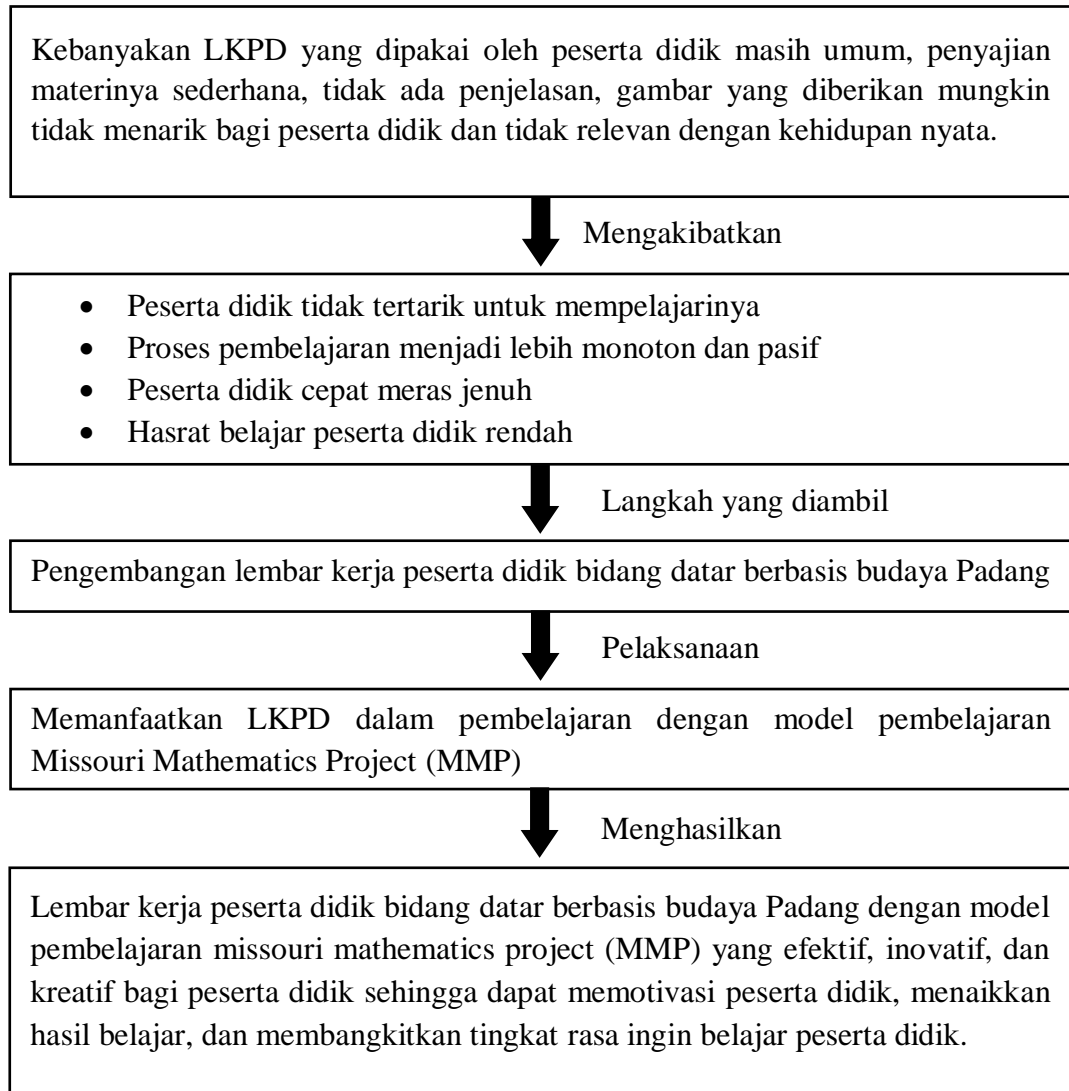 Kebanyakan LKPD yang dipakai oleh peserta didik masih umum, penyajian
materinya sederhana, tidak ada penjelasan, gambar yang diberikan mungkin
tidak menarik bagi peserta didik dan tidak relevan dengan kehidupan nyata.
Mengakibatkan
• Peserta didik tidak tertarik untuk mempelajarinya
• Proses pembelajaran menjadi lebih monoton dan pasif
• Peserta didik cepat meras jenuh
• Hasrat belajar peserta didik rendah
Langkah yang diambil
Pengembangan lembar kerja peserta didik bidang datar berbasis budaya Padang
Pelaksanaan
Memanfaatkan LKPD dalam pembelajaran dengan model pembelajaran
Missouri Mathematics Project (MMP)
Menghasilkan
Lembar kerja peserta didik bidang datar berbasis budaya Padang dengan model
pembelajaran missouri mathematics project (MMP) yang efektif, inovatif, dan
kreatif bagi peserta didik sehingga dapat memotivasi peserta didik, menaikkan
hasil belajar, dan membangkitkan tingkat rasa ingin belajar peserta didik.